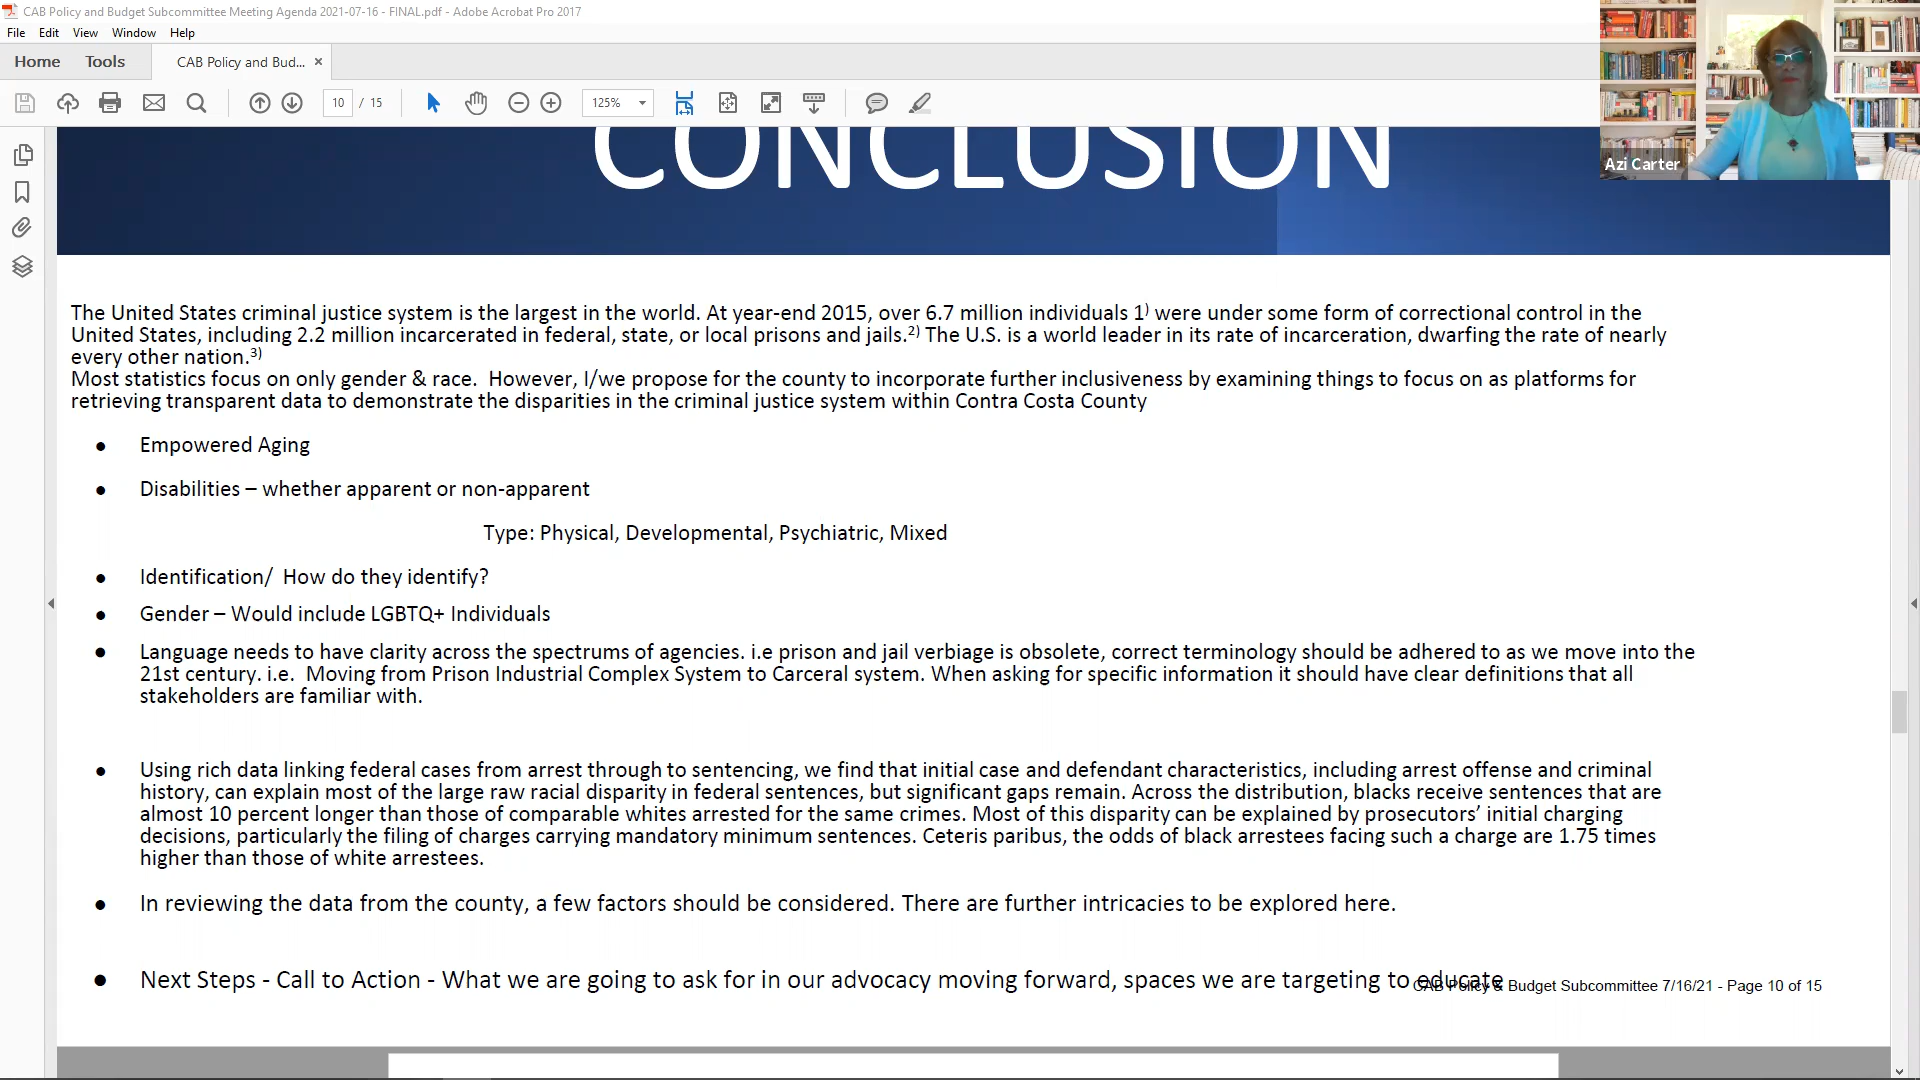 CAB Policy and Budget Subcommittee Meeting Agenda 2021-07-16 - FINAL.pdf - Adobe Acrobat Pro 2017
File Edit View Window Help
Home Tools CAB Policy and Bud... ×
10 / 15 125%
Azi Carter
CONCLUSION
The United States criminal justice system is the largest in the world. At year-end 2015, over 6.7 million individuals 1) were under some form of correctional control in the
United States, including 2.2 million incarcerated in federal, state, or local prisons and jails.2) The U.S. is a world leader in its rate of incarceration, dwarfing the rate of nearly
every other nation.3)
Most statistics focus on only gender & race. However, I/we propose for the county to incorporate further inclusiveness by examining things to focus on as platforms for
retrieving transparent data to demonstrate the disparities in the criminal justice system within Contra Costa County
● Empowered Aging
● Disabilities – whether apparent or non-apparent
Type: Physical, Developmental, Psychiatric, Mixed
● Identification/ How do they identify?
● Gender – Would include LGBTQ+ Individuals
● Language needs to have clarity across the spectrums of agencies. i.e prison and jail verbiage is obsolete, correct terminology should be adhered to as we move into the
21st century. i.e. Moving from Prison Industrial Complex System to Carceral system. When asking for specific information it should have clear definitions that all
stakeholders are familiar with.
● Using rich data linking federal cases from arrest through to sentencing, we find that initial case and defendant characteristics, including arrest offense and criminal
history, can explain most of the large raw racial disparity in federal sentences, but significant gaps remain. Across the distribution, blacks receive sentences that are
almost 10 percent longer than those of comparable whites arrested for the same crimes. Most of this disparity can be explained by prosecutors’ initial charging
decisions, particularly the filing of charges carrying mandatory minimum sentences. Ceteris paribus, the odds of black arrestees facing such a charge are 1.75 times
higher than those of white arrestees.
● In reviewing the data from the county, a few factors should be considered. There are further intricacies to be explored here.
● Next Steps - Call to Action - What we are going to ask for in our advocacy moving forward, spaces we are targeting to educate
CAB Policy & Budget Subcommittee 7/16/21 - Page 10 of 15